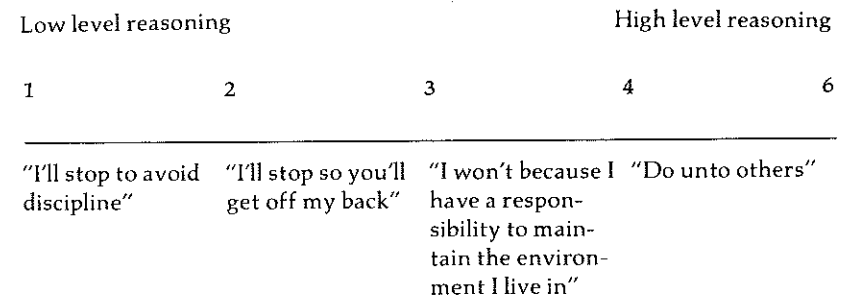 Low level reasoning High level reasoning
1 2 3 4 6
"I'll stop to avoid discipline"
"I'll stop so you'll get off my back"
"I won't because I have a respon-
sibility to main-
tain the environ-
ment I live in"
"Do unto others"